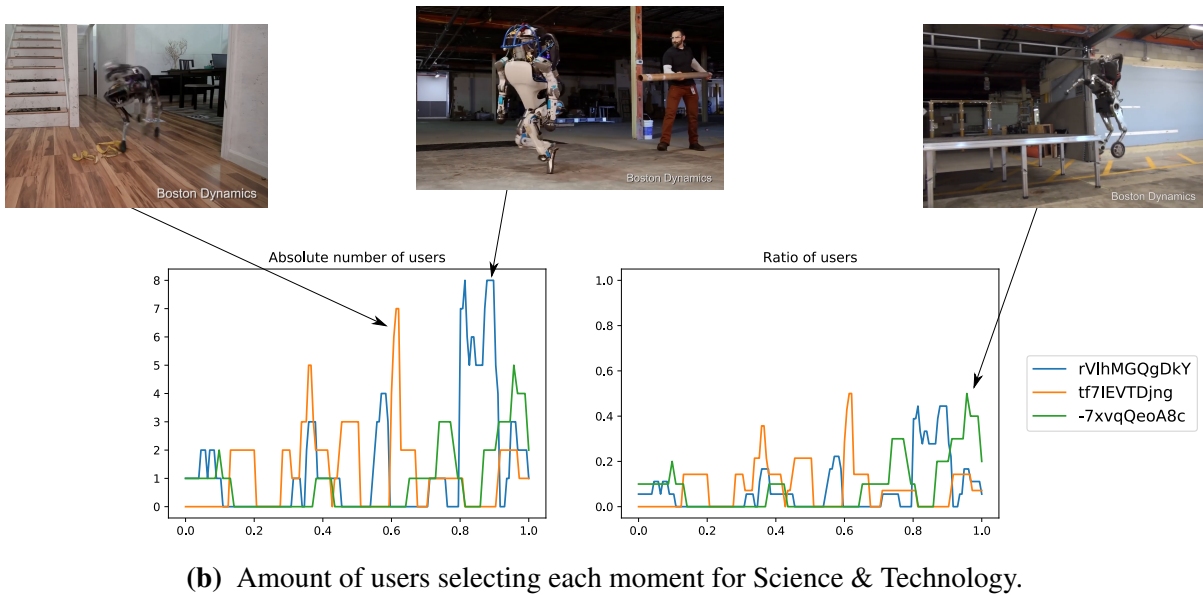 Boston Dynamics
Boston Dynamics
Boston Dynamics
Absolute number of users
8
7
6
5
4
3
2
1
0
0.0 0.2 0.4 0.6 0.8 1.0
Ratio of users
1.0
0.8
0.6
0.4
0.2
0.0
0.0 0.2 0.4 0.6 0.8 1.0
rVlhMGQgDkY
tf7IEVTDjng
-7xvqQeoA8c
(b) Amount of users selecting each moment for Science & Technology.